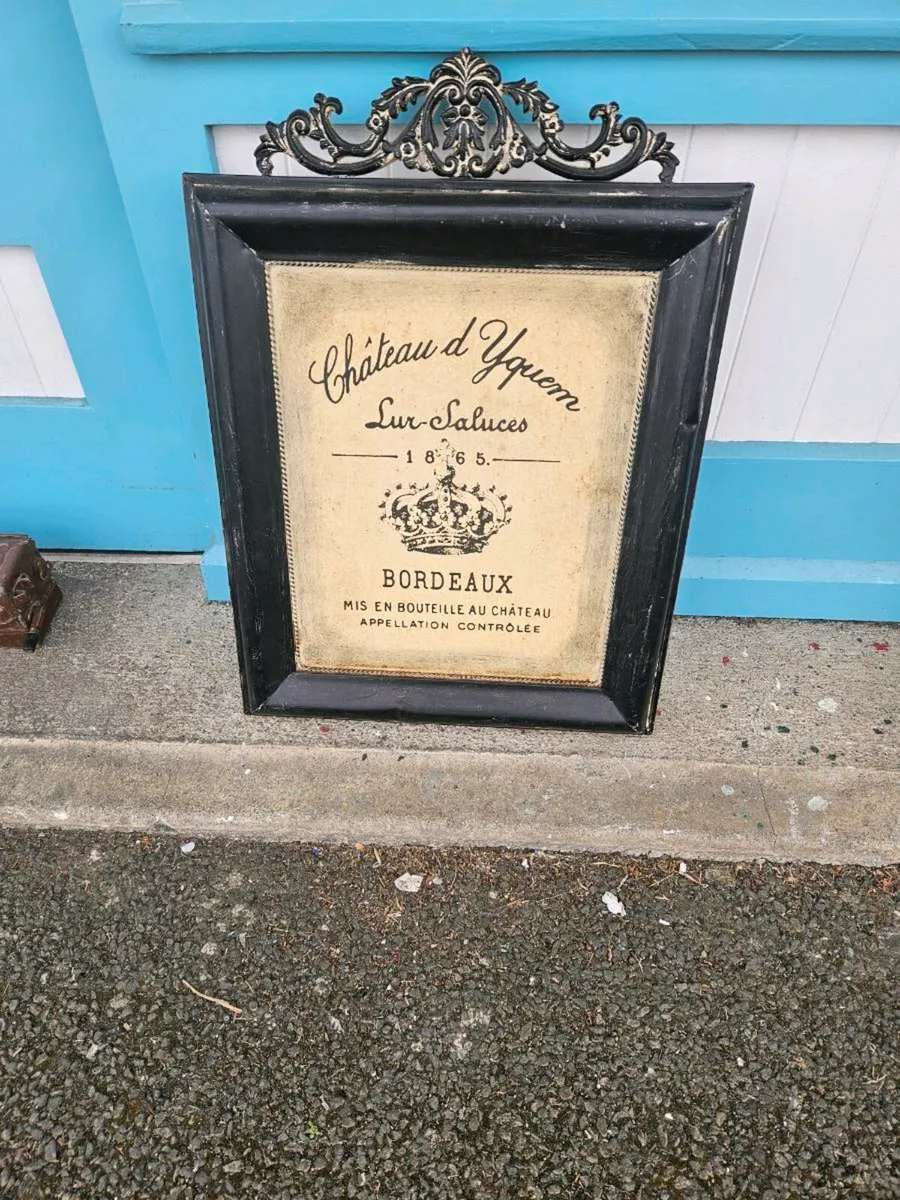 Château d Yquem
Lur-Saluces
1865.
BORDEAUX
MIS EN BOUTEILLE AU CHÂTEAU
APPELLATION CONTRÔLÉE